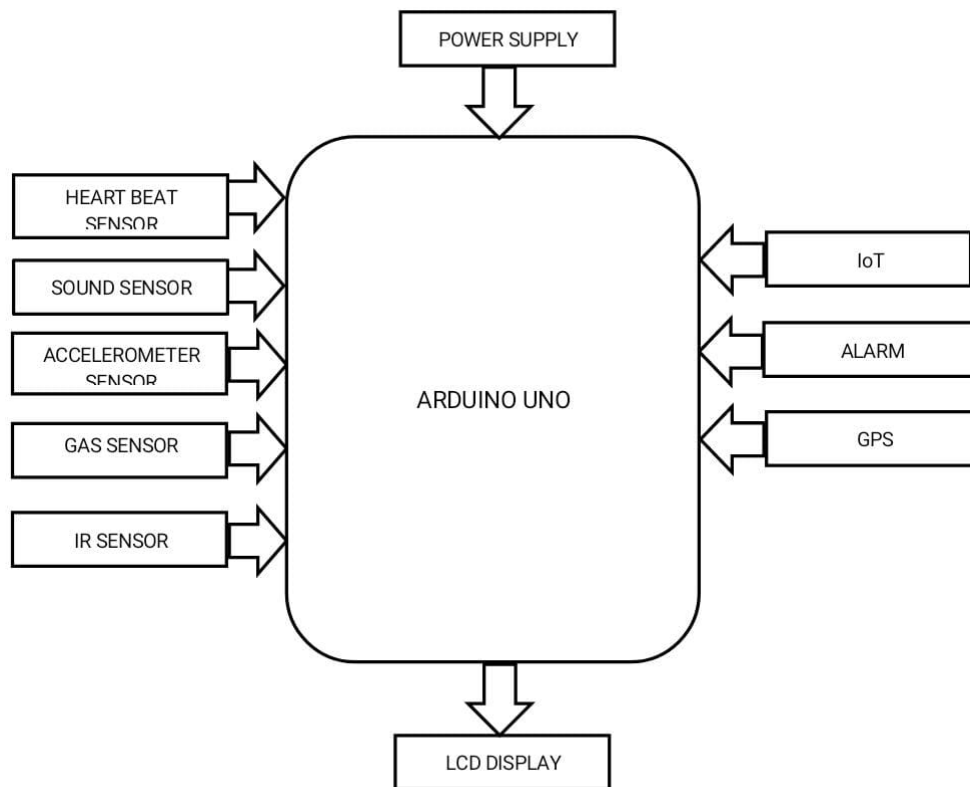 POWER SUPPLY
HEART BEAT
SENSOR
SOUND SENSOR
ACCELEROMETER
SENSOR
GAS SENSOR
IR SENSOR
ARDUINO UNO
IoT
ALARM
GPS
LCD DISPLAY